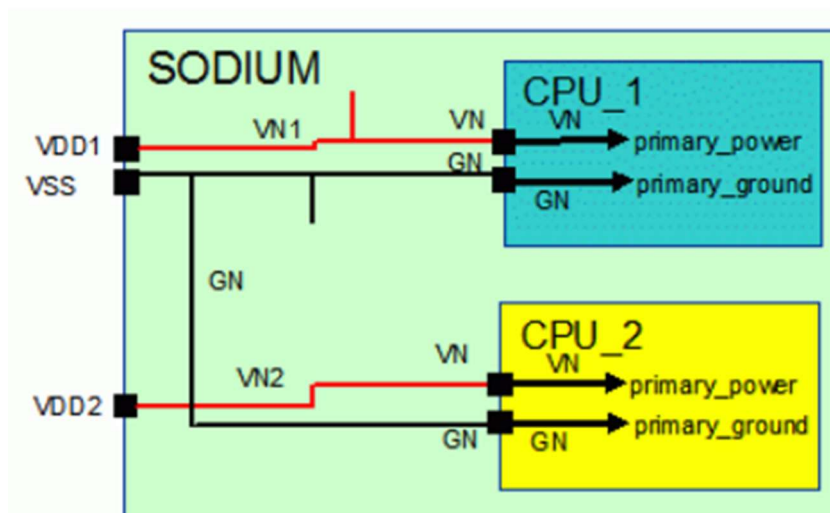 SODIUM
CPU_1
VDD1
VN1
VN
VN
primary_power
VSS
GN
primary_ground
GN
GN
CPU_2
VN
VN
VN2
primary_power
VDD2
primary_ground
GN
GN